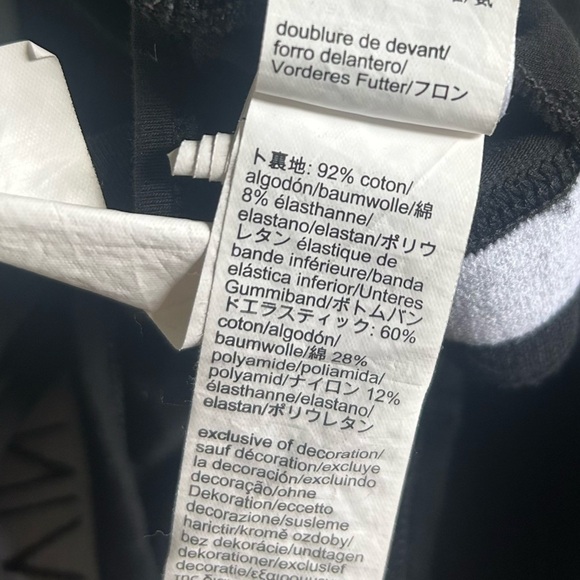 doublure de devant/
forro delantero/
Vorderes Futter/フロン
ト裏地: 92% coton/
algodón/baumwolle/綿
8% élasthanne/
elastano/elastan/ポリウ
レタン élastique de
bande inférieure/banda
elástica inferior/Unteres
Gummiband/ボトムバン
ドエラスティック: 60%
coton/algodón/
baumwolle/綿 28%
polyamide/poliamida/
polyamid/ナイロン 12%
élasthanne/elastano/
elastan/ポリウレタン
exclusive of decoration/
sauf décoration/excluye
la decoración/excluindo
decoração/ohne
Dekoration/eccetto
decorazione/susleme
harictir/kromě ozdoby/
bez dekorácie/undtagen
dekorationer/exclusief
decoratie/εξαιρουμ